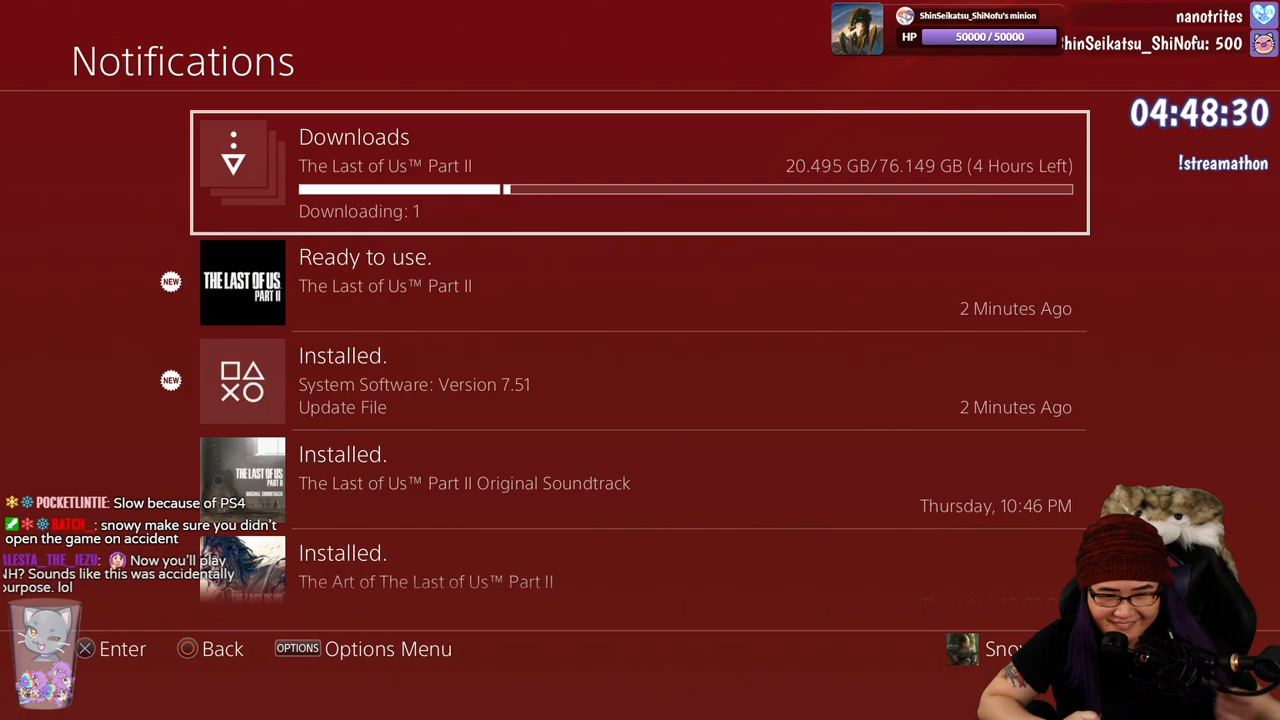 Notifications
ShinSeikatsu_ShiNofu's minion
HP 50000 / 50000
nanotrites
hinSeikatsu_ShiNofu: 500
04:48:30
!streamathon
Downloads
The Last of Us™ Part II
20.495 GB/76.149 GB (4 Hours Left)
Downloading: 1
NEW
THE LAST OF US
PART II
Ready to use.
The Last of Us™ Part II
2 Minutes Ago
NEW
Installed.
System Software: Version 7.51
Update File
2 Minutes Ago
THE LAST OF US
PART II
ORIGINAL SOUNDTRACK
Installed.
The Last of Us™ Part II Original Soundtrack
Thursday, 10:46 PM
Installed.
The Art of The Last of Us™ Part II
POCKETLINTIE: Slow because of PS4
BATCH_: snowy make sure you didn't
open the game on accident
ALESTA_THE_IEZU: Now you'll play
NH? Sounds like this was accidentally
purpose. lol
Enter
Back
OPTIONS Options Menu
Sno